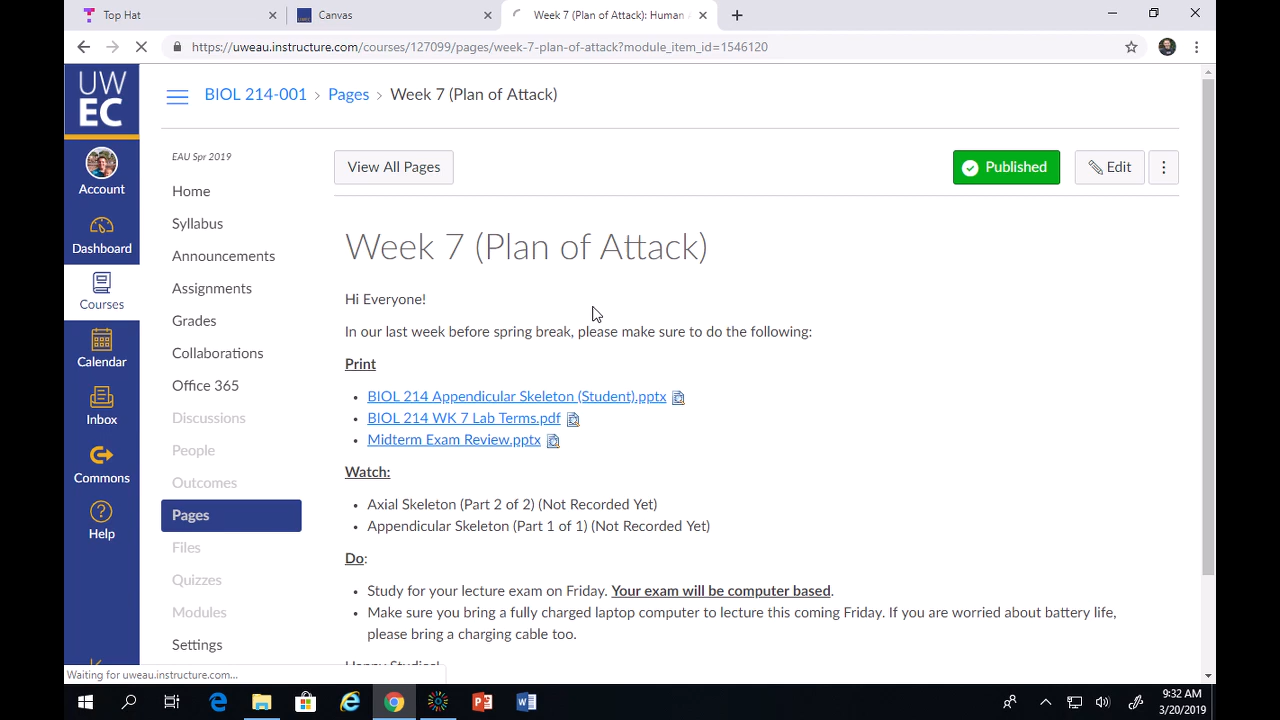 Top Hat
Canvas
Week 7 (Plan of Attack): Human
https://uweau.instructure.com/courses/127099/pages/week-7-plan-of-attack?module_item_id=1546120
UW
EC
Account
Dashboard
Courses
Calendar
Inbox
Commons
Help
BIOL 214-001 > Pages > Week 7 (Plan of Attack)
EAU Spr 2019
Home
Syllabus
Announcements
Assignments
Grades
Collaborations
Office 365
Discussions
People
Outcomes
Pages
Files
Quizzes
Modules
Settings
View All Pages
Published
Edit
Week 7 (Plan of Attack)
Hi Everyone!
In our last week before spring break, please make sure to do the following:
Print
BIOL 214 Appendicular Skeleton (Student).pptx
BIOL 214 WK 7 Lab Terms.pdf
Midterm Exam Review.pptx
Watch:
Axial Skeleton (Part 2 of 2) (Not Recorded Yet)
Appendicular Skeleton (Part 1 of 1) (Not Recorded Yet)
Do:
Study for your lecture exam on Friday. Your exam will be computer based.
Make sure you bring a fully charged laptop computer to lecture this coming Friday. If you are worried about battery life,
please bring a charging cable too.
Happy Studies!
Waiting for uweau.instructure.com...
9:32 AM
3/20/2019